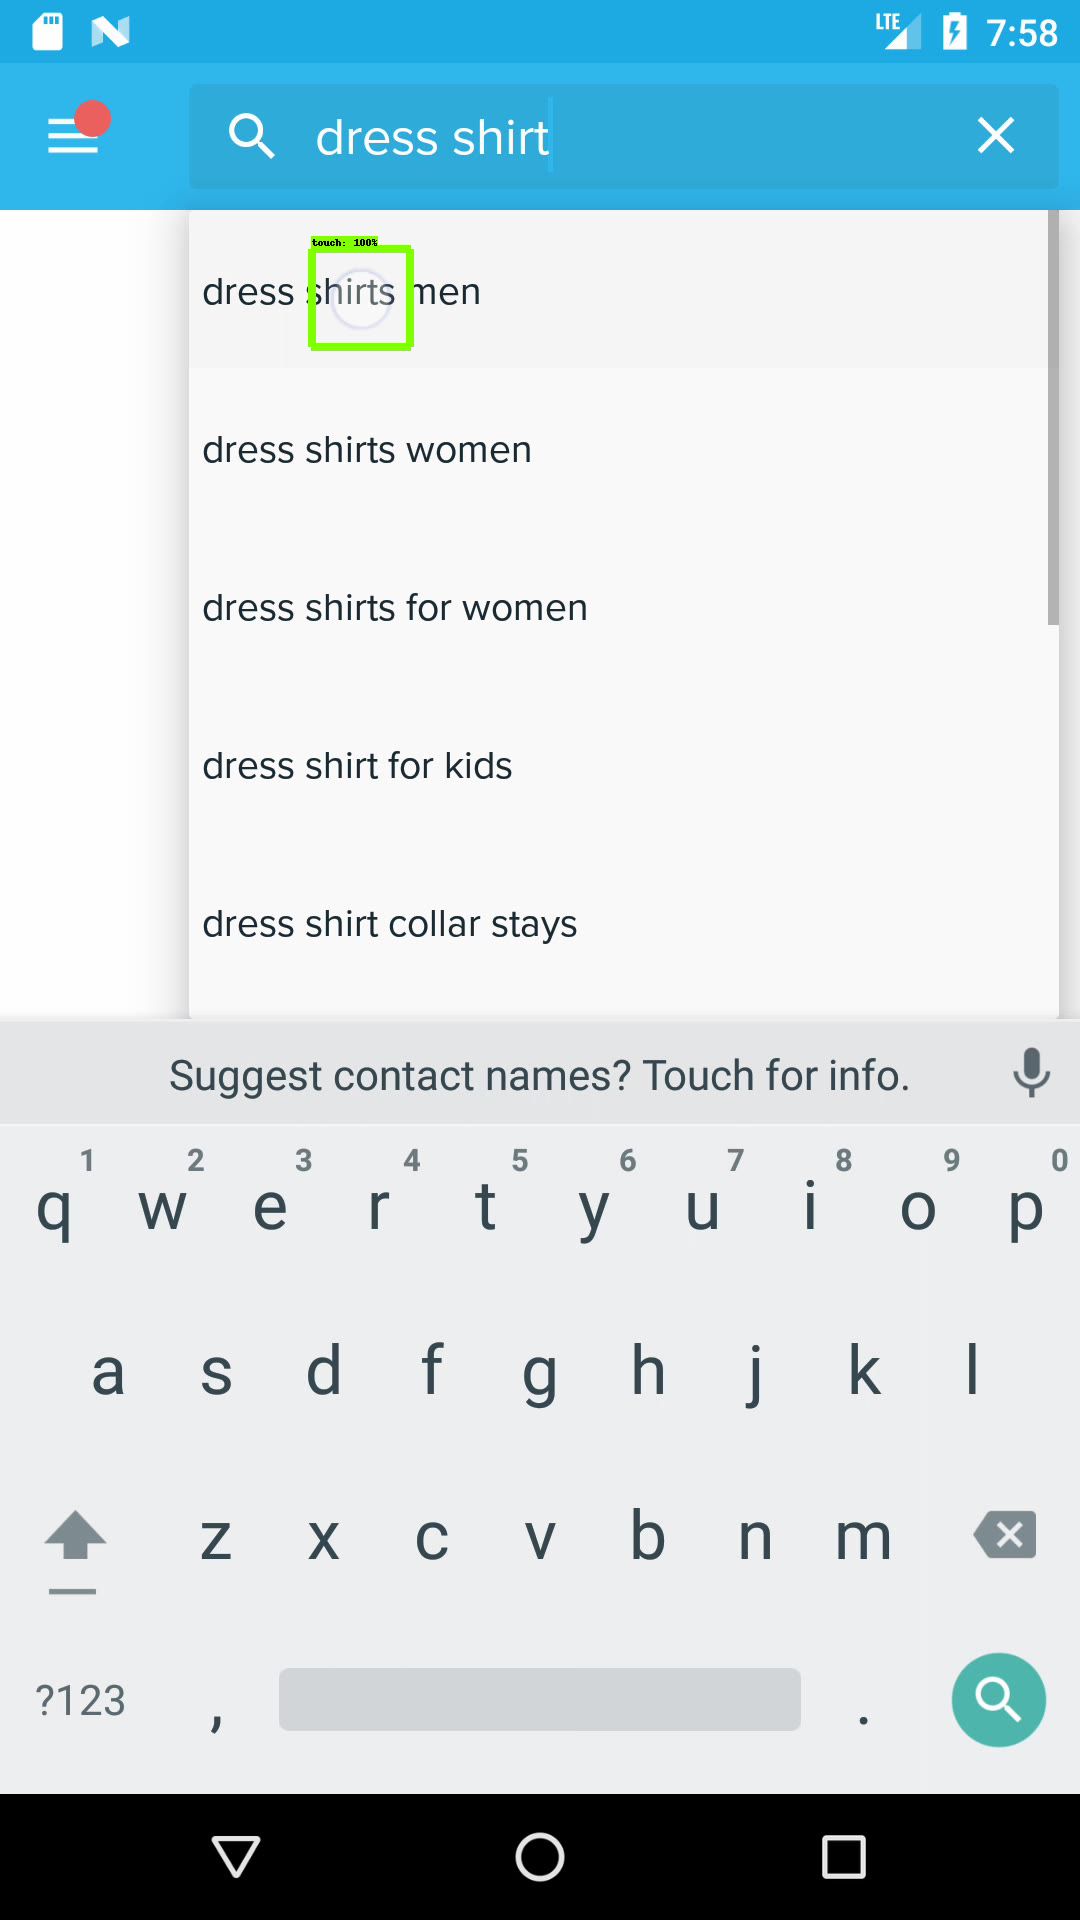 LTE 7:58
dress shirt
touch: 100%
dress shirts men
dress shirts women
dress shirts for women
dress shirt for kids
dress shirt collar stays
Suggest contact names? Touch for info.
1 2 3 4 5 6 7 8 9 0
q w e r t y u i o p
a s d f g h j k l
z x c v b n m
?123 , .